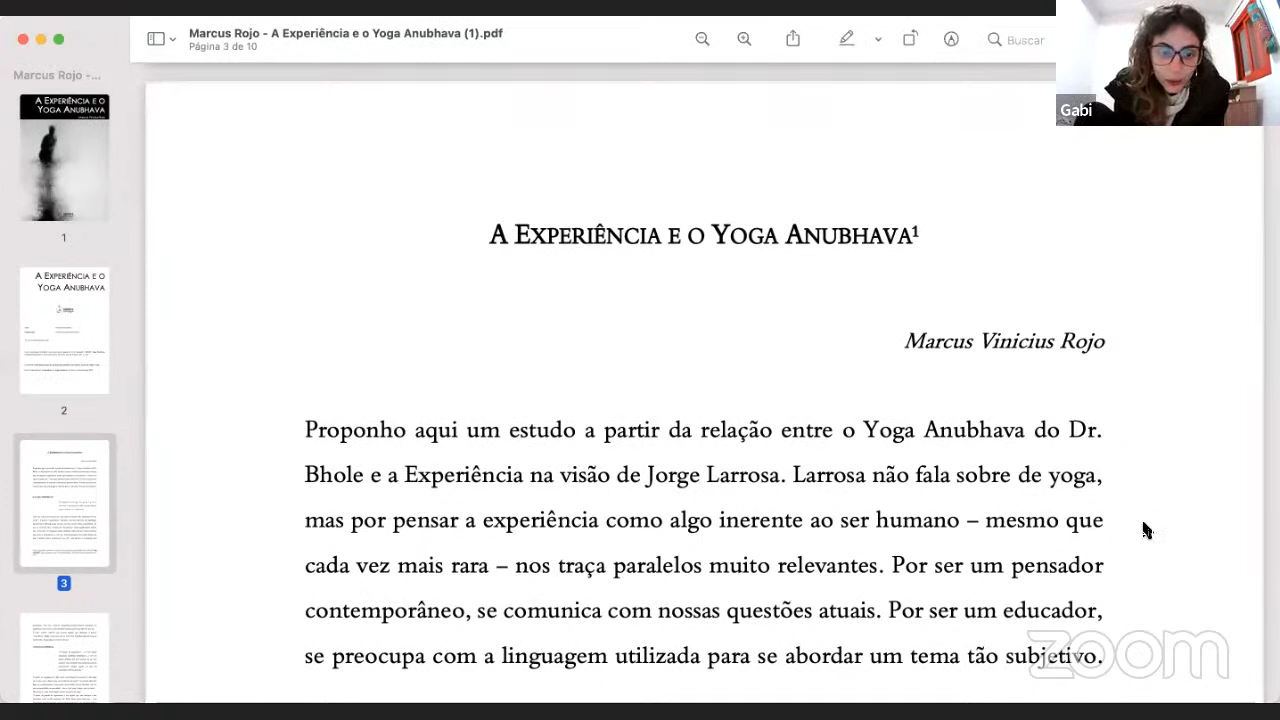 Marcus Rojo - A Experiência e o Yoga Anubhava (1).pdf
Página 3 de 10
Buscar
Gabi
Marcus Rojo -...
A EXPERIÊNCIA E O
YOGA ANUBHAVA
1
A EXPERIÊNCIA E O
YOGA ANUBHAVA
2
3
A EXPERIÊNCIA E O YOGA ANUBHAVA¹
Marcus Vinicius Rojo
Proponho aqui um estudo a partir da relação entre o Yoga Anubhava do Dr.
Bhole e a Experiência na visão de Jorge Larrosa. Larrosa não fala sobre de yoga,
mas por pensar a experiência como algo inerente ao ser humano – mesmo que
cada vez mais rara – nos traça paralelos muito relevantes. Por ser um pensador
contemporâneo, se comunica com nossas questões atuais. Por ser um educador,
se preocupa com a linguagem utilizada para se abordar um tema tão subjetivo.
zoom